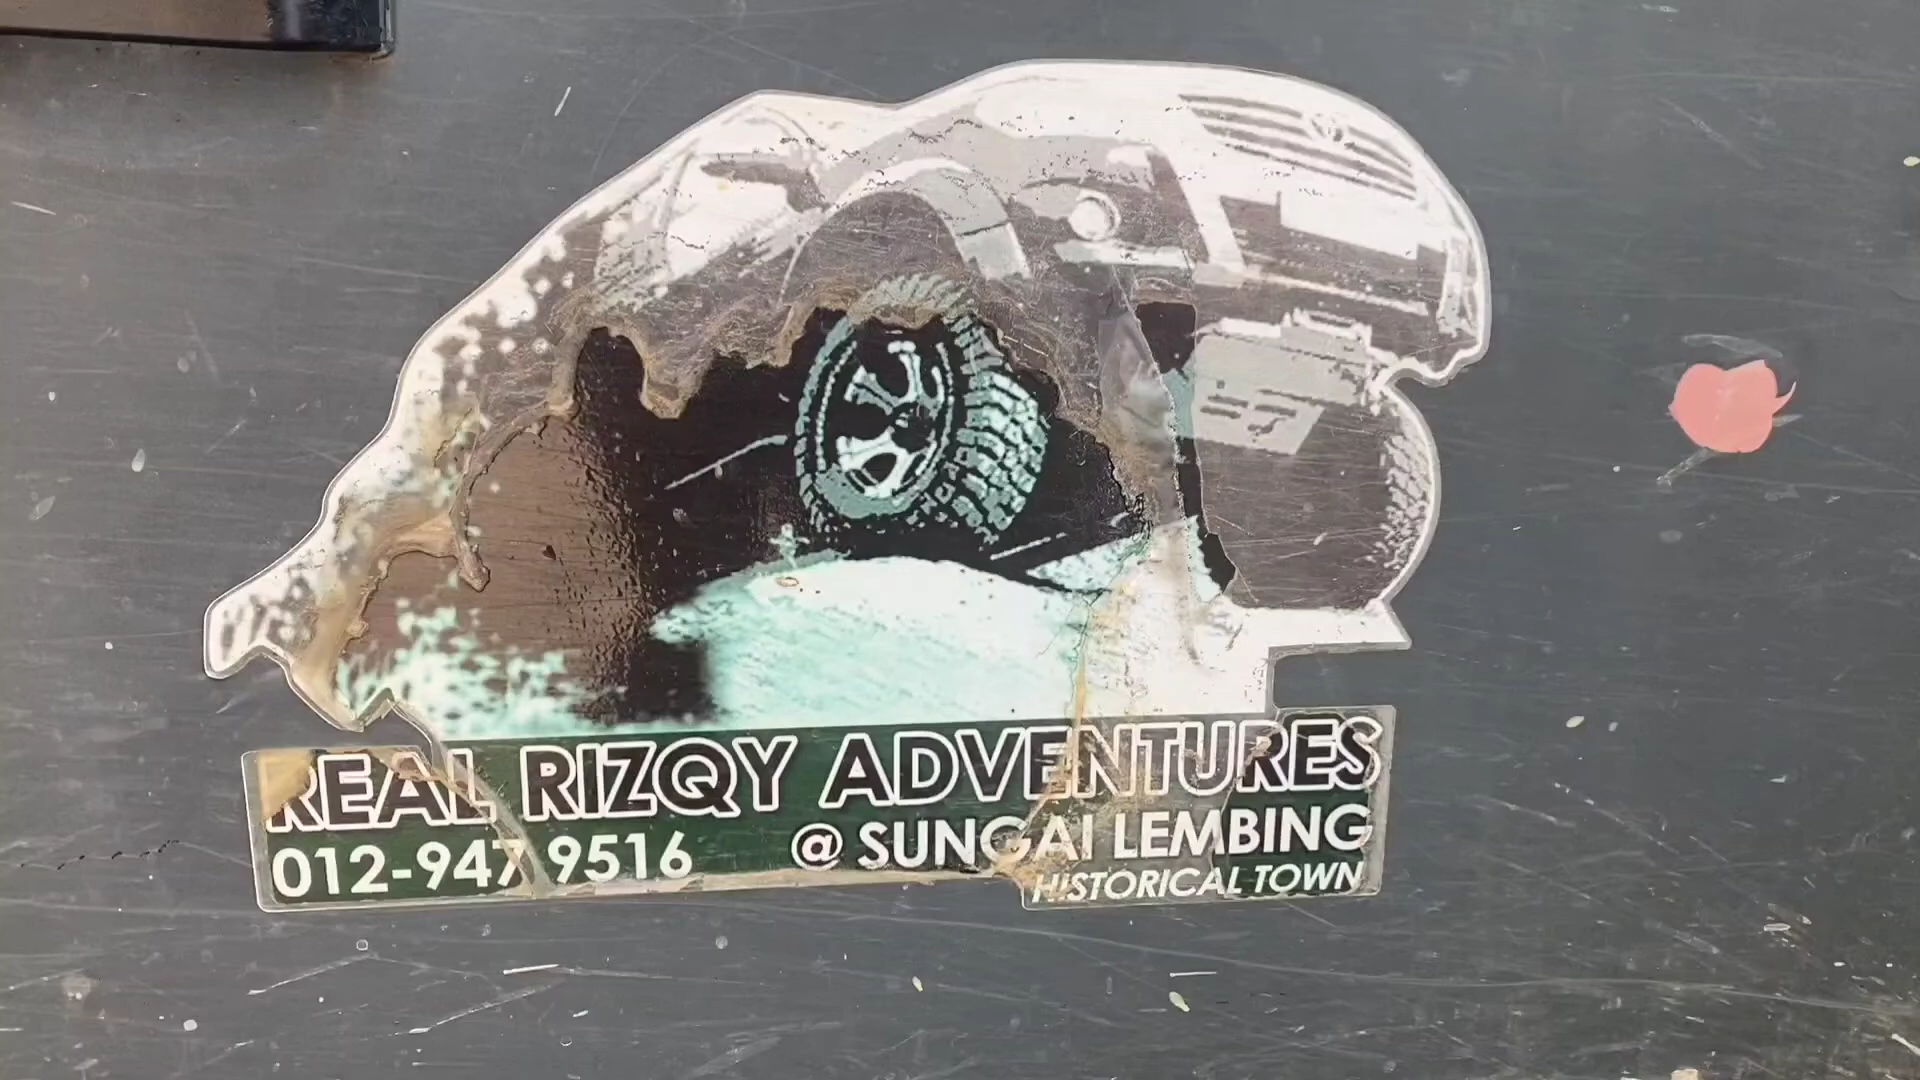 REAL RIZQY ADVENTURES
012-947 9516
@ SUNGAI LEMBING
HISTORICAL TOWN